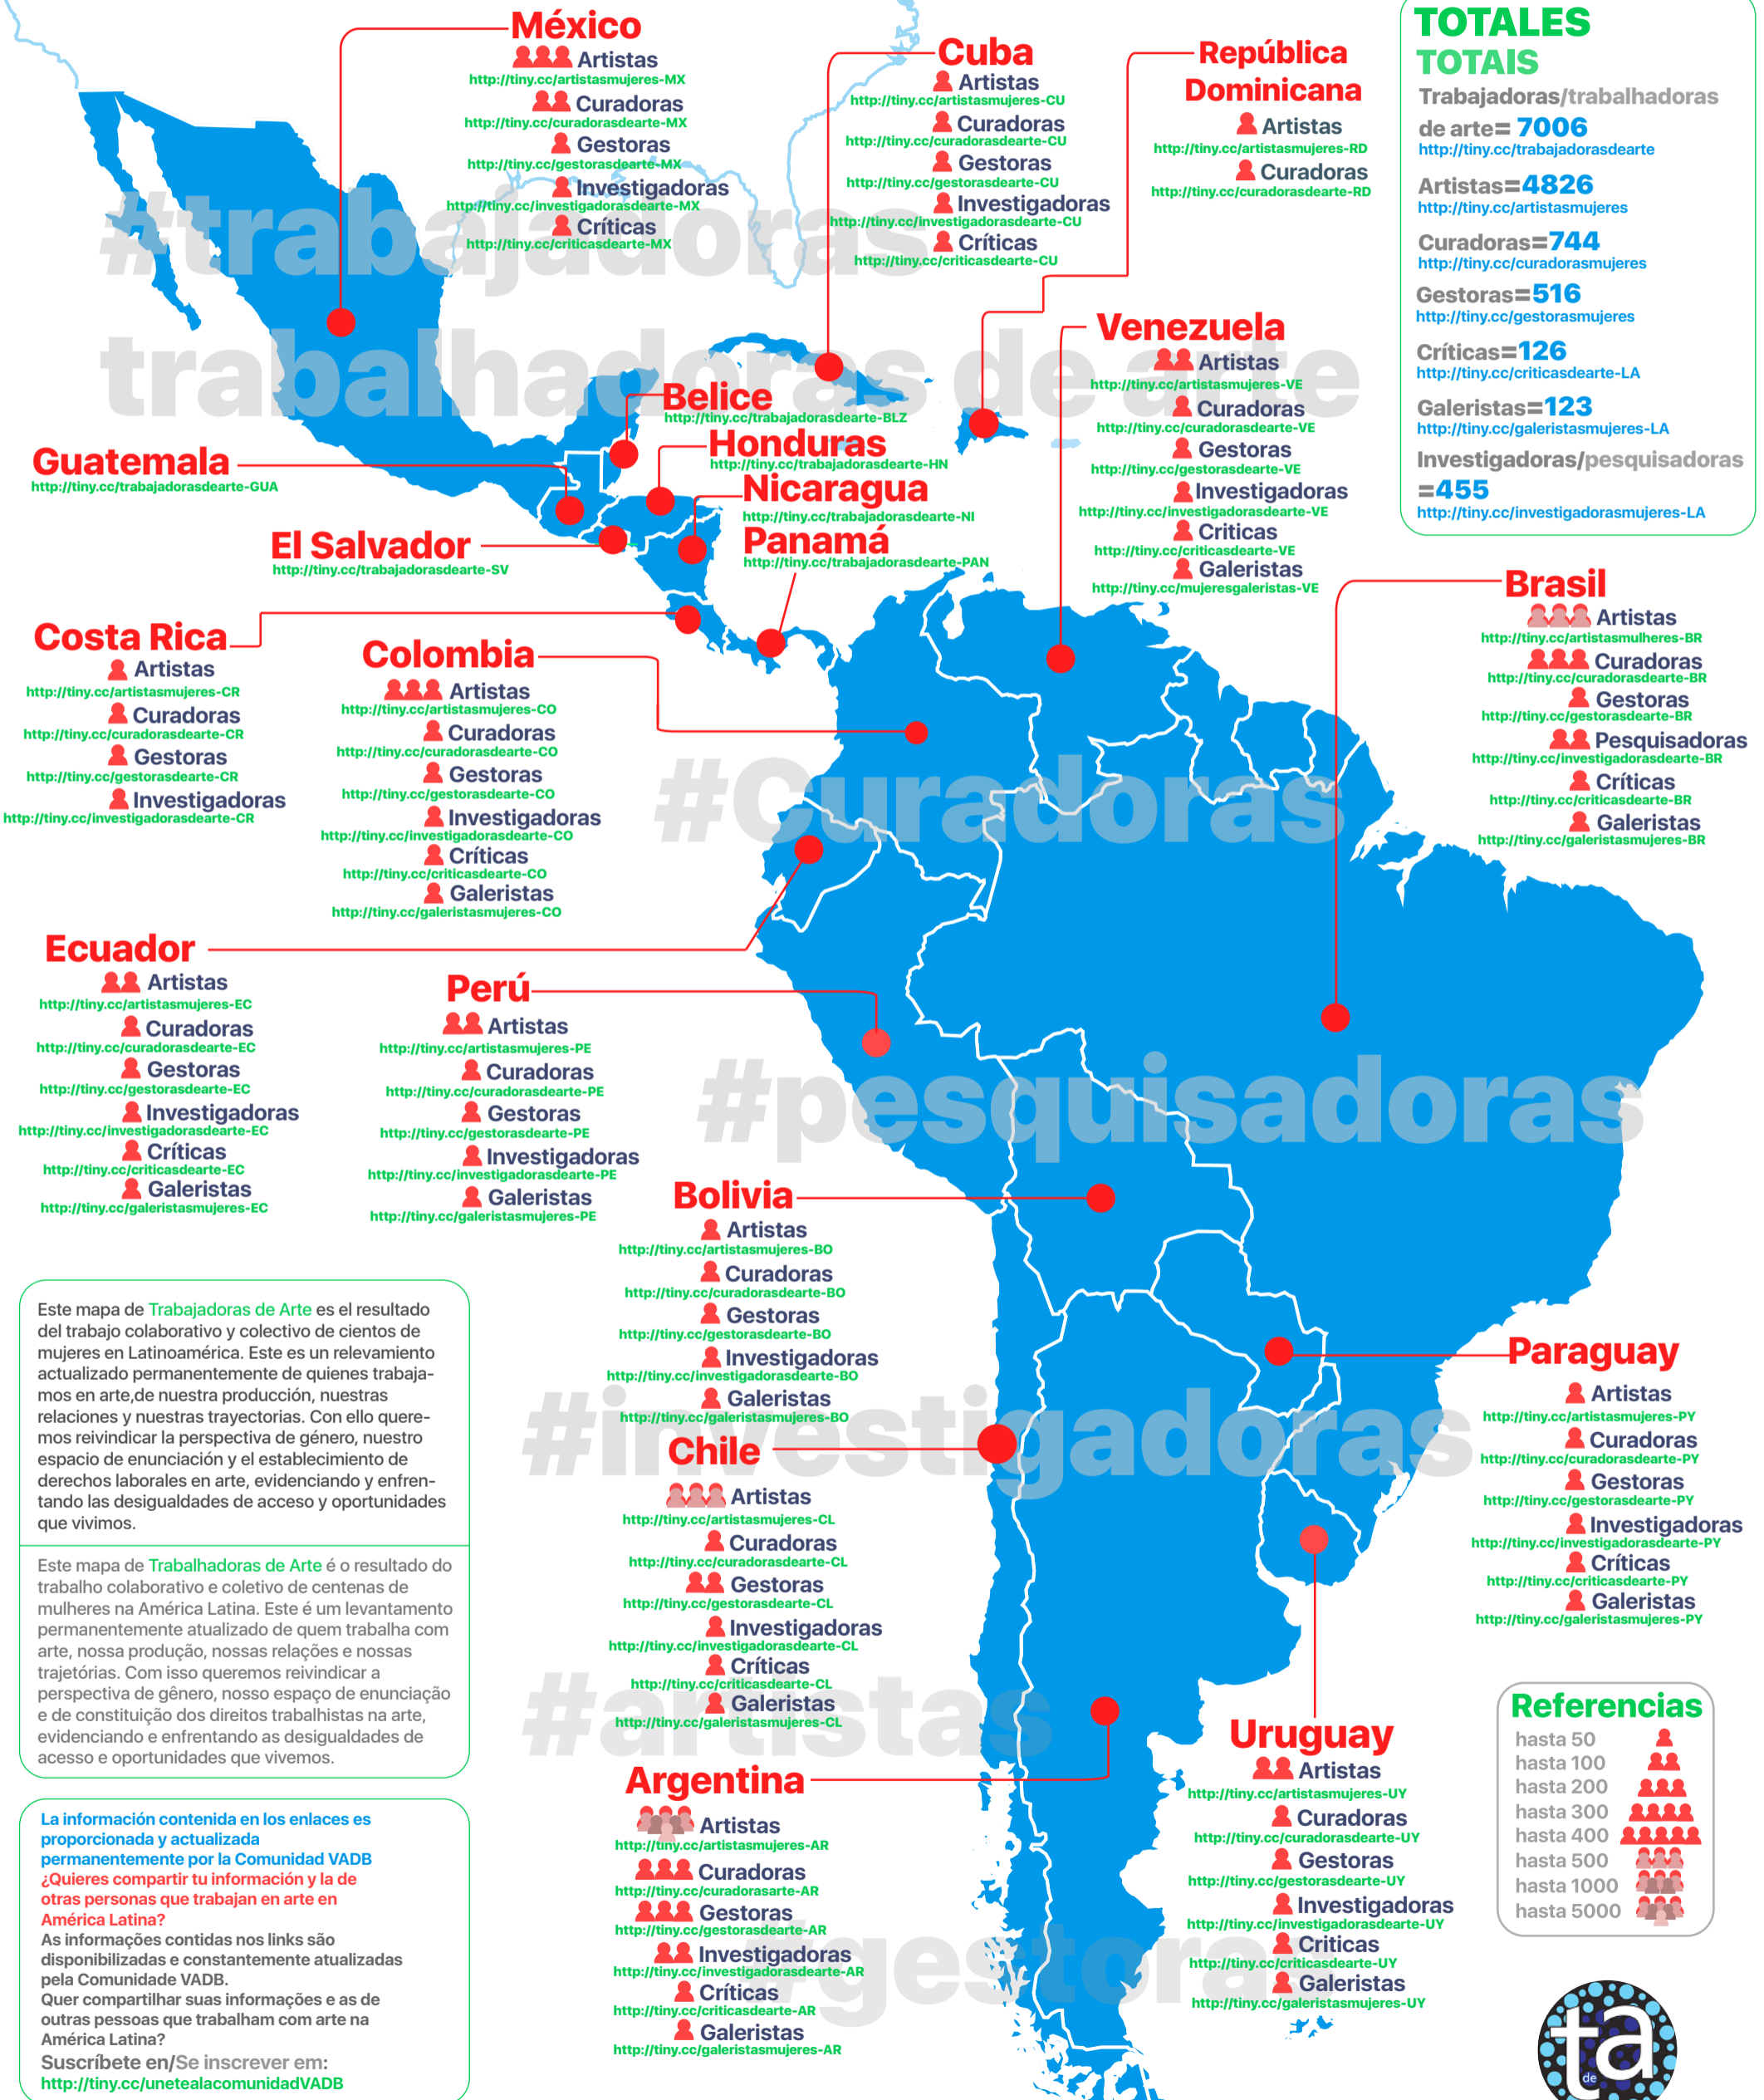 México
Artistas
http://tiny.cc/artistasmujeres-MX
Curadoras
http://tiny.cc/curadorasdearte-MX
Gestoras
http://tiny.cc/gestorasdearte-MX
Investigadoras
http://tiny.cc/investigadorasdearte-MX
Críticas
http://tiny.cc/criticasdearte-MX
Cuba
Artistas
http://tiny.cc/artistasmujeres-CU
Curadoras
http://tiny.cc/curadorasdearte-CU
Gestoras
http://tiny.cc/gestorasdearte-CU
Investigadoras
http://tiny.cc/investigadorasdearte-CU
Críticas
http://tiny.cc/criticasdearte-CU
República
Dominicana
Artistas
http://tiny.cc/artistasmujeres-RD
Curadoras
http://tiny.cc/curadorasdearte-RD
TOTALES
TOTAIS
Trabajadoras/trabalhadoras
de arte= 7006
http://tiny.cc/trabajadorasdearte
Artistas=4826
http://tiny.cc/artistasmujeres
Curadoras=744
http://tiny.cc/curadorasmujeres
Gestoras=516
http://tiny.cc/gestorasmujeres
Críticas=126
http://tiny.cc/criticasdearte-LA
Galeristas=123
http://tiny.cc/galeristasmujeres-LA
Investigadoras/pesquisadoras
=455
http://tiny.cc/investigadorasmujeres-LA
#trabajadoras
trabalhadoras de arte
Venezuela
Artistas
http://tiny.cc/artistasmujeres-VE
Curadoras
http://tiny.cc/curadorasdearte-VE
Gestoras
http://tiny.cc/gestorasdearte-VE
Investigadoras
http://tiny.cc/investigadorasdearte-VE
Criticas
http://tiny.cc/criticasdearte-VE
Galeristas
http://tiny.cc/mujeresgaleristas-VE
Belice
http://tiny.cc/trabajadorasdearte-BLZ
Honduras
http://tiny.cc/trabajadorasdearte-HN
Guatemala
http://tiny.cc/trabajadorasdearte-GUA
Nicaragua
http://tiny.cc/trabajadorasdearte-NI
El Salvador
http://tiny.cc/trabajadorasdearte-SV
Panamá
http://tiny.cc/trabajadorasdearte-PAN
Brasil
Artistas
http://tiny.cc/artistasmulheres-BR
Curadoras
http://tiny.cc/curadorasdearte-BR
Gestoras
http://tiny.cc/gestorasdearte-BR
Pesquisadoras
http://tiny.cc/investigadorasdearte-BR
Críticas
http://tiny.cc/criticasdearte-BR
Galeristas
http://tiny.cc/galeristasmujeres-BR
Costa Rica
Artistas
http://tiny.cc/artistasmujeres-CR
Curadoras
http://tiny.cc/curadorasdearte-CR
Gestoras
http://tiny.cc/gestorasdearte-CR
Investigadoras
http://tiny.cc/investigadorasdearte-CR
Colombia
Artistas
http://tiny.cc/artistasmujeres-CO
Curadoras
http://tiny.cc/curadorasdearte-CO
Gestoras
http://tiny.cc/gestorasdearte-CO
Investigadoras
http://tiny.cc/investigadorasdearte-CO
Críticas
http://tiny.cc/criticasdearte-CO
Galeristas
http://tiny.cc/galeristasmujeres-CO
#Curadoras
Ecuador
Artistas
http://tiny.cc/artistasmujeres-EC
Curadoras
http://tiny.cc/curadorasdearte-EC
Gestoras
http://tiny.cc/gestorasdearte-EC
Investigadoras
http://tiny.cc/investigadorasdearte-EC
Críticas
http://tiny.cc/criticasdearte-EC
Galeristas
http://tiny.cc/galeristasmujeres-EC
Perú
Artistas
http://tiny.cc/artistasmujeres-PE
Curadoras
http://tiny.cc/curadorasdearte-PE
Gestoras
http://tiny.cc/gestorasdearte-PE
Investigadoras
http://tiny.cc/investigadorasdearte-PE
Galeristas
http://tiny.cc/galeristasmujeres-PE
#pesquisadoras
Bolivia
Artistas
http://tiny.cc/artistasmujeres-BO
Curadoras
http://tiny.cc/curadorasdearte-BO
Gestoras
http://tiny.cc/gestorasdearte-BO
Investigadoras
http://tiny.cc/investigadorasdearte-BO
Galeristas
http://tiny.cc/galeristasmujeres-BO
#investigadoras
Paraguay
Artistas
http://tiny.cc/artistasmujeres-PY
Curadoras
http://tiny.cc/curadorasdearte-PY
Gestoras
http://tiny.cc/gestorasdearte-PY
Investigadoras
http://tiny.cc/investigadorasdearte-PY
Críticas
http://tiny.cc/criticasdearte-PY
Galeristas
http://tiny.cc/galeristasmujeres-PY
Chile
Artistas
http://tiny.cc/artistasmujeres-CL
Curadoras
http://tiny.cc/curadorasdearte-CL
Gestoras
http://tiny.cc/gestorasdearte-CL
Investigadoras
http://tiny.cc/investigadorasdearte-CL
Críticas
http://tiny.cc/criticasdearte-CL
Galeristas
http://tiny.cc/galeristasmujeres-CL
#artistas
Este mapa de Trabajadoras de Arte es el resultado
del trabajo colaborativo y colectivo de cientos de
mujeres en Latinoamérica. Este es un relevamiento
actualizado permanentemente de quienes trabaja-
mos en arte,de nuestra producción, nuestras
relaciones y nuestras trayectorias. Con ello quere-
mos reivindicar la perspectiva de género, nuestro
espacio de enunciación y el establecimiento de
derechos laborales en arte, evidenciando y enfren-
tando las desigualdades de acceso y oportunidades
que vivimos.
Este mapa de Trabalhadoras de Arte é o resultado do
trabalho colaborativo e coletivo de centenas de
mulheres na América Latina. Este é um levantamento
permanentemente atualizado de quem trabalha com
arte, nossa produção, nossas relações e nossas
trajetórias. Com isso queremos reivindicar a
perspectiva de gênero, nosso espaço de enunciação
e de constituição dos direitos trabalhistas na arte,
evidenciando e enfrentando as desigualdades de
acesso e oportunidades que vivemos.
Argentina
Artistas
http://tiny.cc/artistasmujeres-AR
Curadoras
http://tiny.cc/curadorasarte-AR
Gestoras
http://tiny.cc/gestorasdearte-AR
Investigadoras
http://tiny.cc/investigadorasdearte-AR
Críticas
http://tiny.cc/criticasdearte-AR
Galeristas
http://tiny.cc/galeristasmujeres-AR
#gestoras
Uruguay
Artistas
http://tiny.cc/artistasmujeres-UY
Curadoras
http://tiny.cc/curadorasdearte-UY
Gestoras
http://tiny.cc/gestorasdearte-UY
Investigadoras
http://tiny.cc/investigadorasdearte-UY
Criticas
http://tiny.cc/criticasdearte-UY
Galeristas
http://tiny.cc/galeristasmujeres-UY
Referencias
hasta 50
hasta 100
hasta 200
hasta 300
hasta 400
hasta 500
hasta 1000
hasta 5000
La información contenida en los enlaces es
proporcionada y actualizada
permanentemente por la Comunidad VADB
¿Quieres compartir tu información y la de
otras personas que trabajan en arte en
América Latina?
As informações contidas nos links são
disponibilizadas e constantemente atualizadas
pela Comunidade VADB.
Quer compartilhar suas informações e as de
outras pessoas que trabalham com arte na
América Latina?
Suscríbete en/Se inscrever em:
http://tiny.cc/unetealacomunidadVADB
ta
de